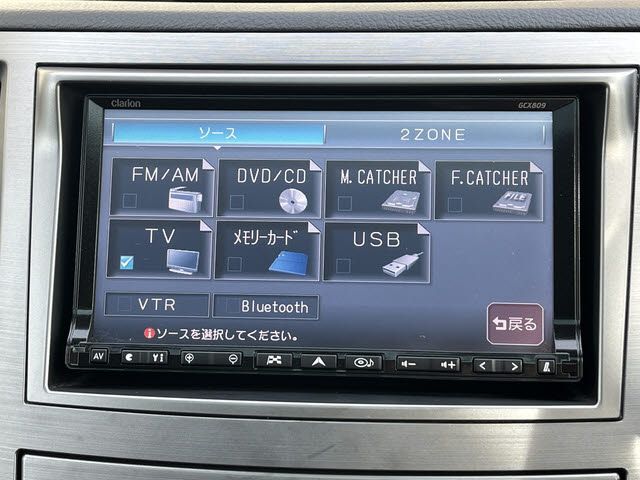 clarion GCX809
ソース 2ZONE
FM/AM DVD/CD M.CATCHER F.CATCHER
FILE
TV ﾒﾓﾘｰｶｰﾄﾞ USB
VTR Bluetooth
ソースを選択してください。
戻る
AV